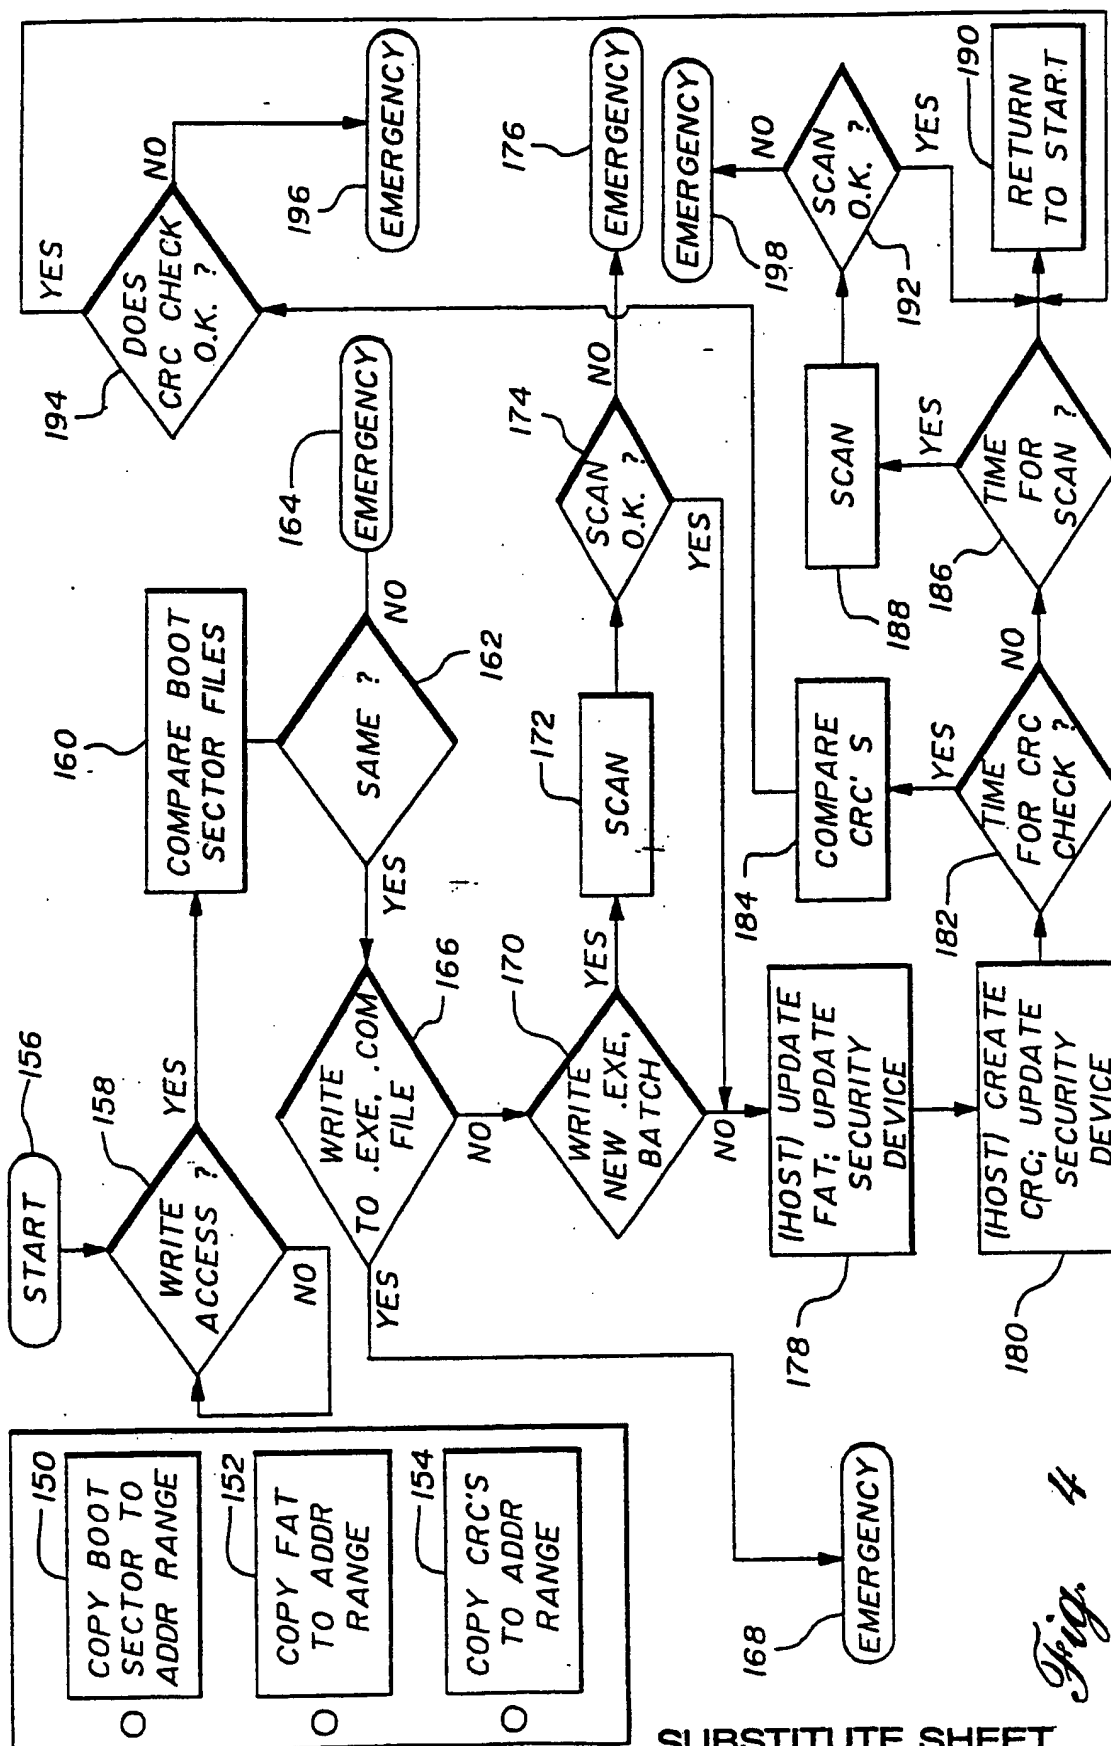 150
COPY BOOT
SECTOR TO
ADDR RANGE
152
COPY FAT
TO ADDR
RANGE
154
COPY CRC'S
TO ADDR
RANGE
START
156
WRITE
ACCESS ?
158
NO
YES
160
COMPARE BOOT
SECTOR FILES
SAME ?
162
NO
164
EMERGENCY
YES
WRITE
TO .EXE, .COM
FILE
166
YES
168
EMERGENCY
NO
WRITE
NEW .EXE,
BATCH
170
YES
172
SCAN
SCAN
O.K. ?
174
NO
176
EMERGENCY
YES
NO
(HOST) UPDATE
FAT; UPDATE
SECURITY
DEVICE
178
(HOST) CREATE
CRC; UPDATE
SECURITY
DEVICE
180
TIME
FOR CRC
CHECK ?
182
YES
184
COMPARE
CRC' S
NO
TIME
FOR
SCAN ?
186
YES
188
SCAN
SCAN
O.K. ?
192
NO
198
EMERGENCY
YES
RETURN
TO START
190
DOES
CRC CHECK
O.K. ?
194
YES
NO
196
EMERGENCY
Fig. 4
SUBSTITUTE SHEET